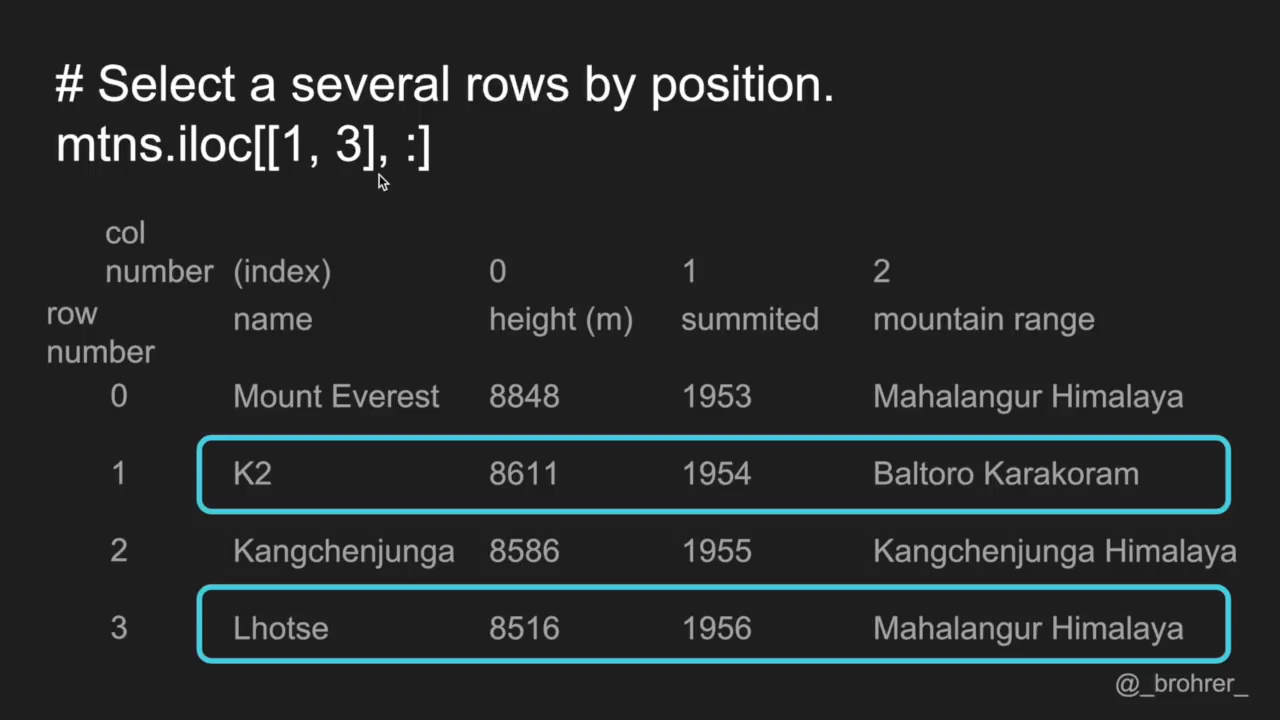 # Select a several rows by position.
mtns.iloc[[1, 3], :]
col
number (index) 0 1 2
row
number
name height (m) summited mountain range
0 Mount Everest 8848 1953 Mahalangur Himalaya
1 K2 8611 1954 Baltoro Karakoram
2 Kangchenjunga 8586 1955 Kangchenjunga Himalaya
3 Lhotse 8516 1956 Mahalangur Himalaya
@_brohrer_